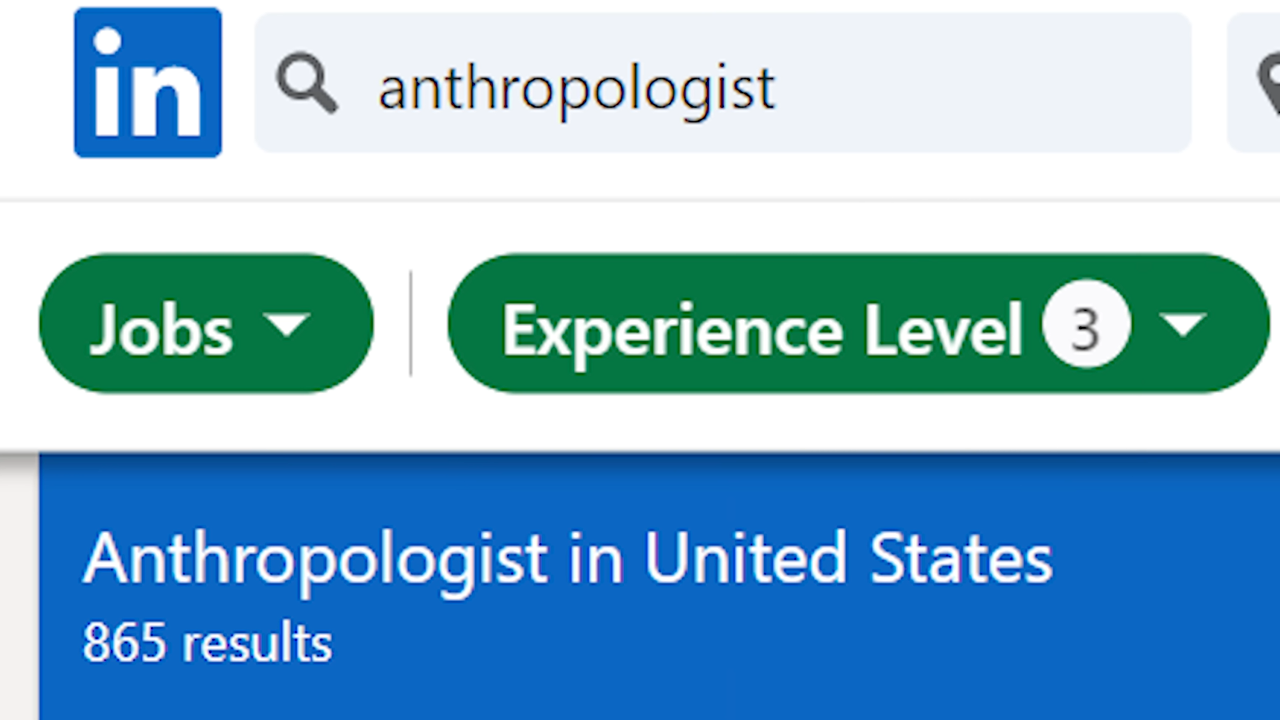 in anthropologist
Jobs Experience Level 3
Anthropologist in United States
865 results